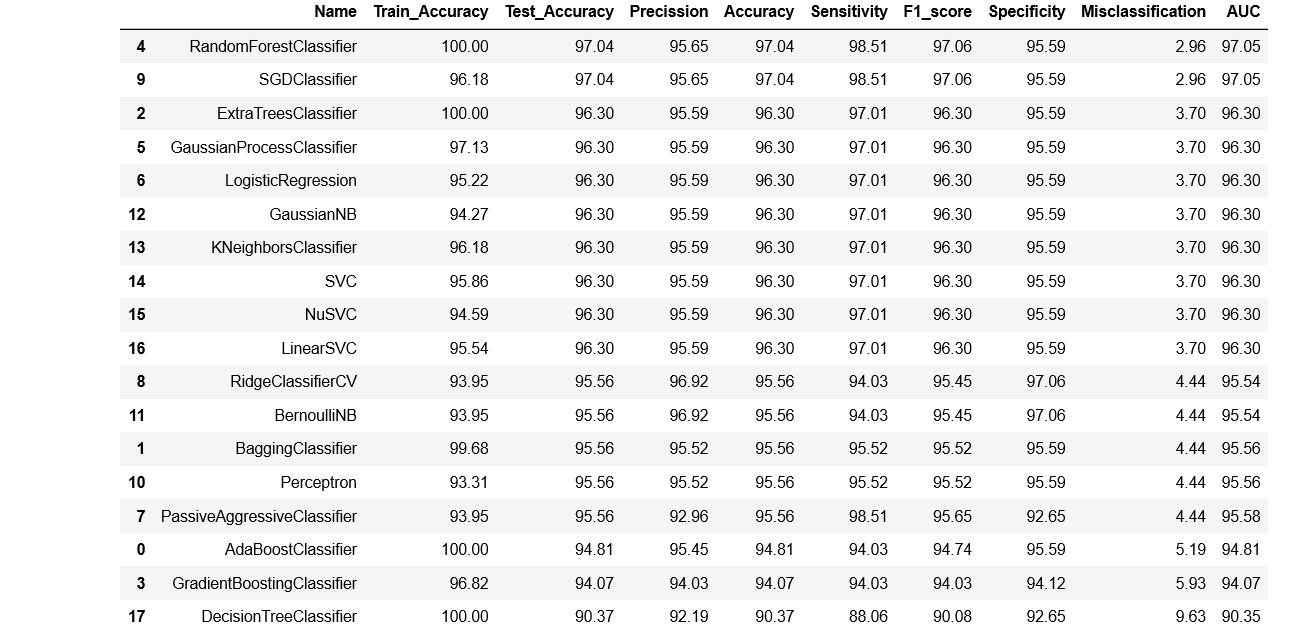 Name Train_Accuracy Test_Accuracy Precission Accuracy Sensitivity F1_score Specificity Misclassification AUC
4 RandomForestClassifier 100.00 97.04 95.65 97.04 98.51 97.06 95.59 2.96 97.05
9 SGDClassifier 96.18 97.04 95.65 97.04 98.51 97.06 95.59 2.96 97.05
2 ExtraTreesClassifier 100.00 96.30 95.59 96.30 97.01 96.30 95.59 3.70 96.30
5 GaussianProcessClassifier 97.13 96.30 95.59 96.30 97.01 96.30 95.59 3.70 96.30
6 LogisticRegression 95.22 96.30 95.59 96.30 97.01 96.30 95.59 3.70 96.30
12 GaussianNB 94.27 96.30 95.59 96.30 97.01 96.30 95.59 3.70 96.30
13 KNeighborsClassifier 96.18 96.30 95.59 96.30 97.01 96.30 95.59 3.70 96.30
14 SVC 95.86 96.30 95.59 96.30 97.01 96.30 95.59 3.70 96.30
15 NuSVC 94.59 96.30 95.59 96.30 97.01 96.30 95.59 3.70 96.30
16 LinearSVC 95.54 96.30 95.59 96.30 97.01 96.30 95.59 3.70 96.30
8 RidgeClassifierCV 93.95 95.56 96.92 95.56 94.03 95.45 97.06 4.44 95.54
11 BernoulliNB 93.95 95.56 96.92 95.56 94.03 95.45 97.06 4.44 95.54
1 BaggingClassifier 99.68 95.56 95.52 95.56 95.52 95.52 95.59 4.44 95.56
10 Perceptron 93.31 95.56 95.52 95.56 95.52 95.52 95.59 4.44 95.56
7 PassiveAggressiveClassifier 93.95 95.56 92.96 95.56 98.51 95.65 92.65 4.44 95.58
0 AdaBoostClassifier 100.00 94.81 95.45 94.81 94.03 94.74 95.59 5.19 94.81
3 GradientBoostingClassifier 96.82 94.07 94.03 94.07 94.03 94.03 94.12 5.93 94.07
17 DecisionTreeClassifier 100.00 90.37 92.19 90.37 88.06 90.08 92.65 9.63 90.35